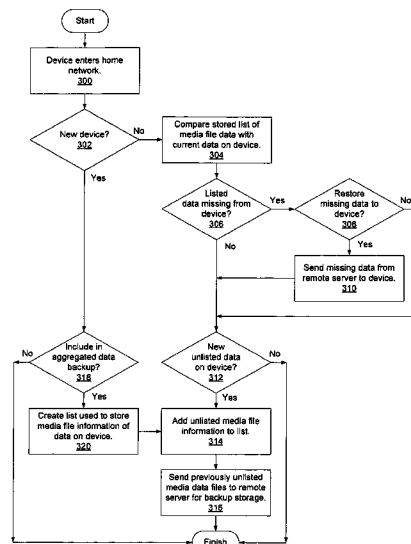 Start
Device enters home
network.
300
New device?
302
No
Yes
Compare stored list of
media file data with
current data on device.
304
Listed
data missing from
device?
306
Yes
No
Restore
missing data to
device?
308
No
Yes
Send missing data from
remote server to device.
310
No
Include in
aggregated data
backup?
318
Yes
New
unlisted data
on device?
312
No
Yes
Create list used to store
media file information of
data on device.
320
Add unlisted media file
information to list.
314
Send previously unlisted
media data files to remote
server for backup storage.
316
Finish